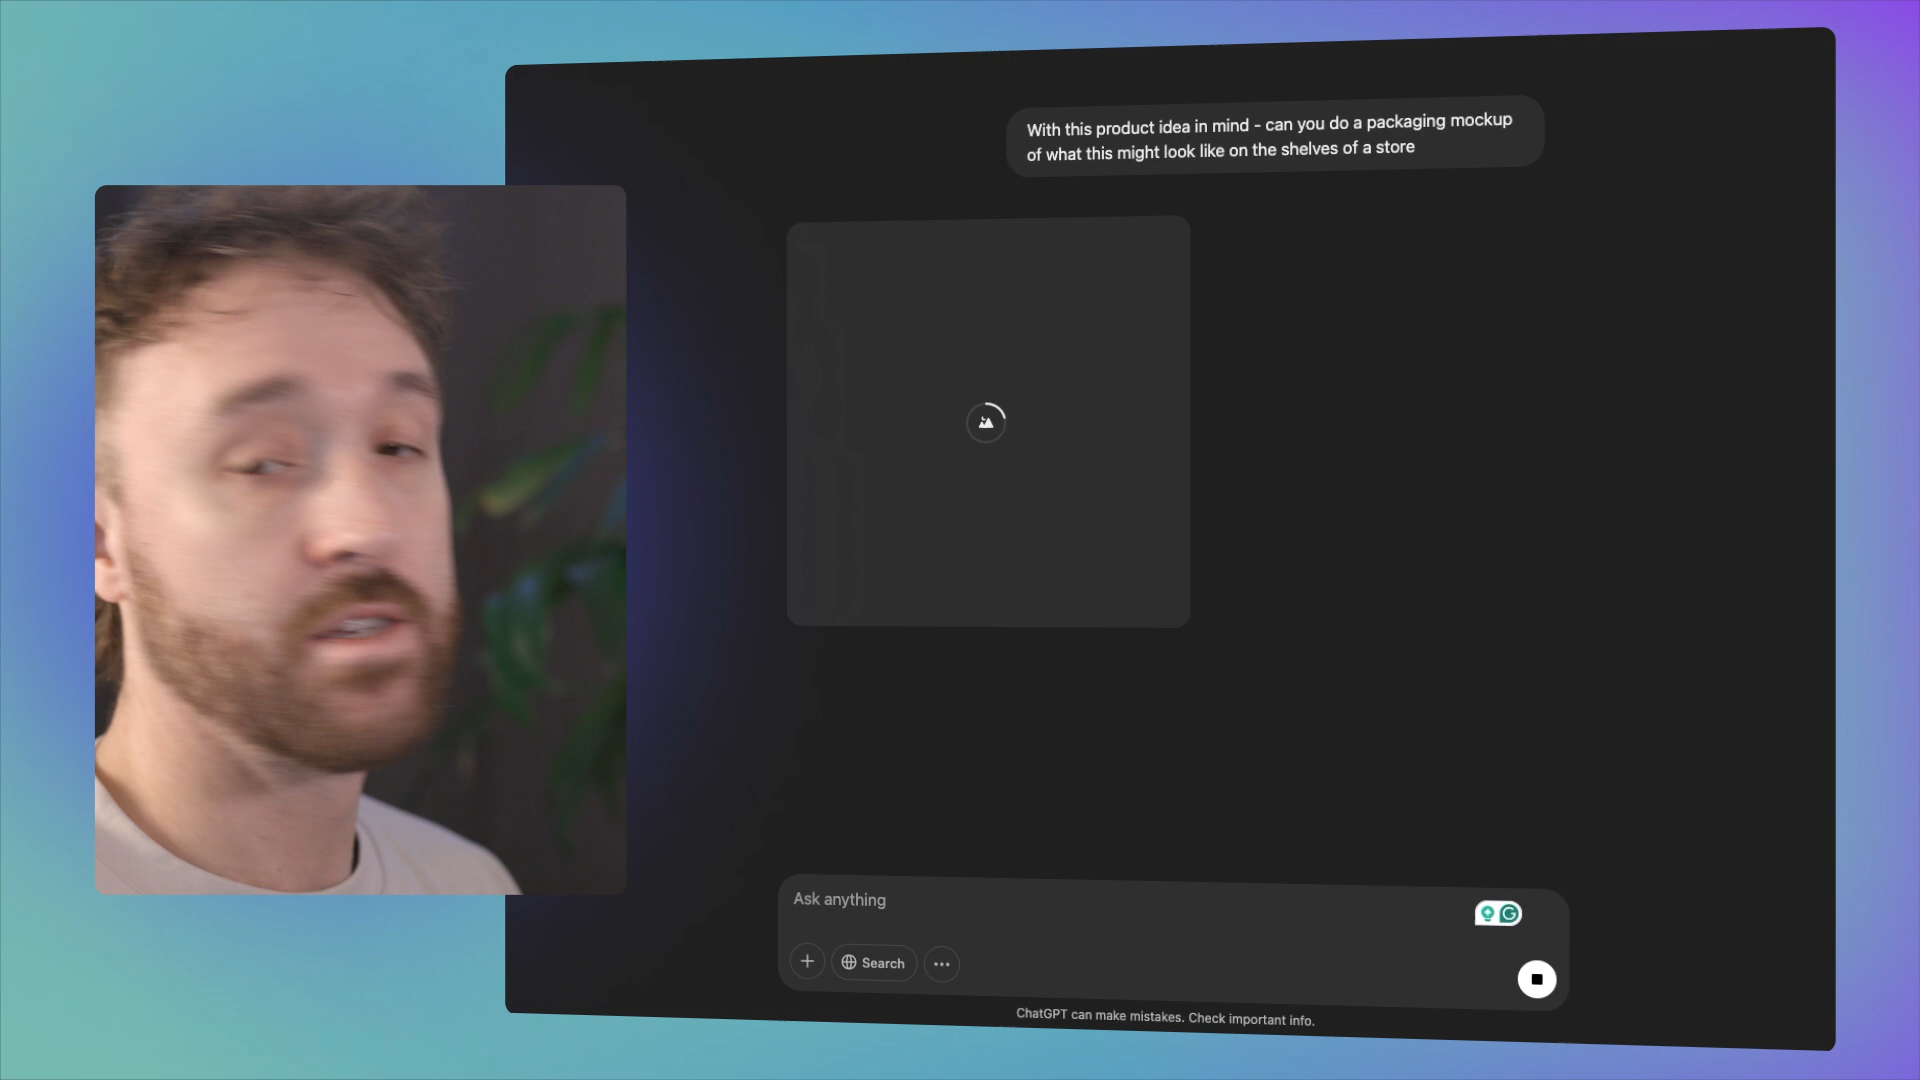 With this product idea in mind - can you do a packaging mockup
of what this might look like on the shelves of a store
Ask anything
Search
ChatGPT can make mistakes. Check important info.